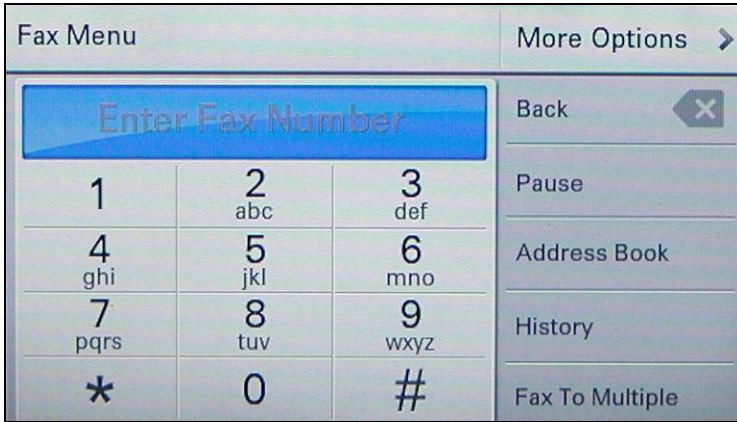 Fax Menu
More Options >
Enter Fax Number
Back
1
2
3
abc
def
Pause
4
5
6
ghi
jkl
mno
Address Book
7
8
9
pqrs
tuv
wxyz
History
* 0 #
Fax To Multiple